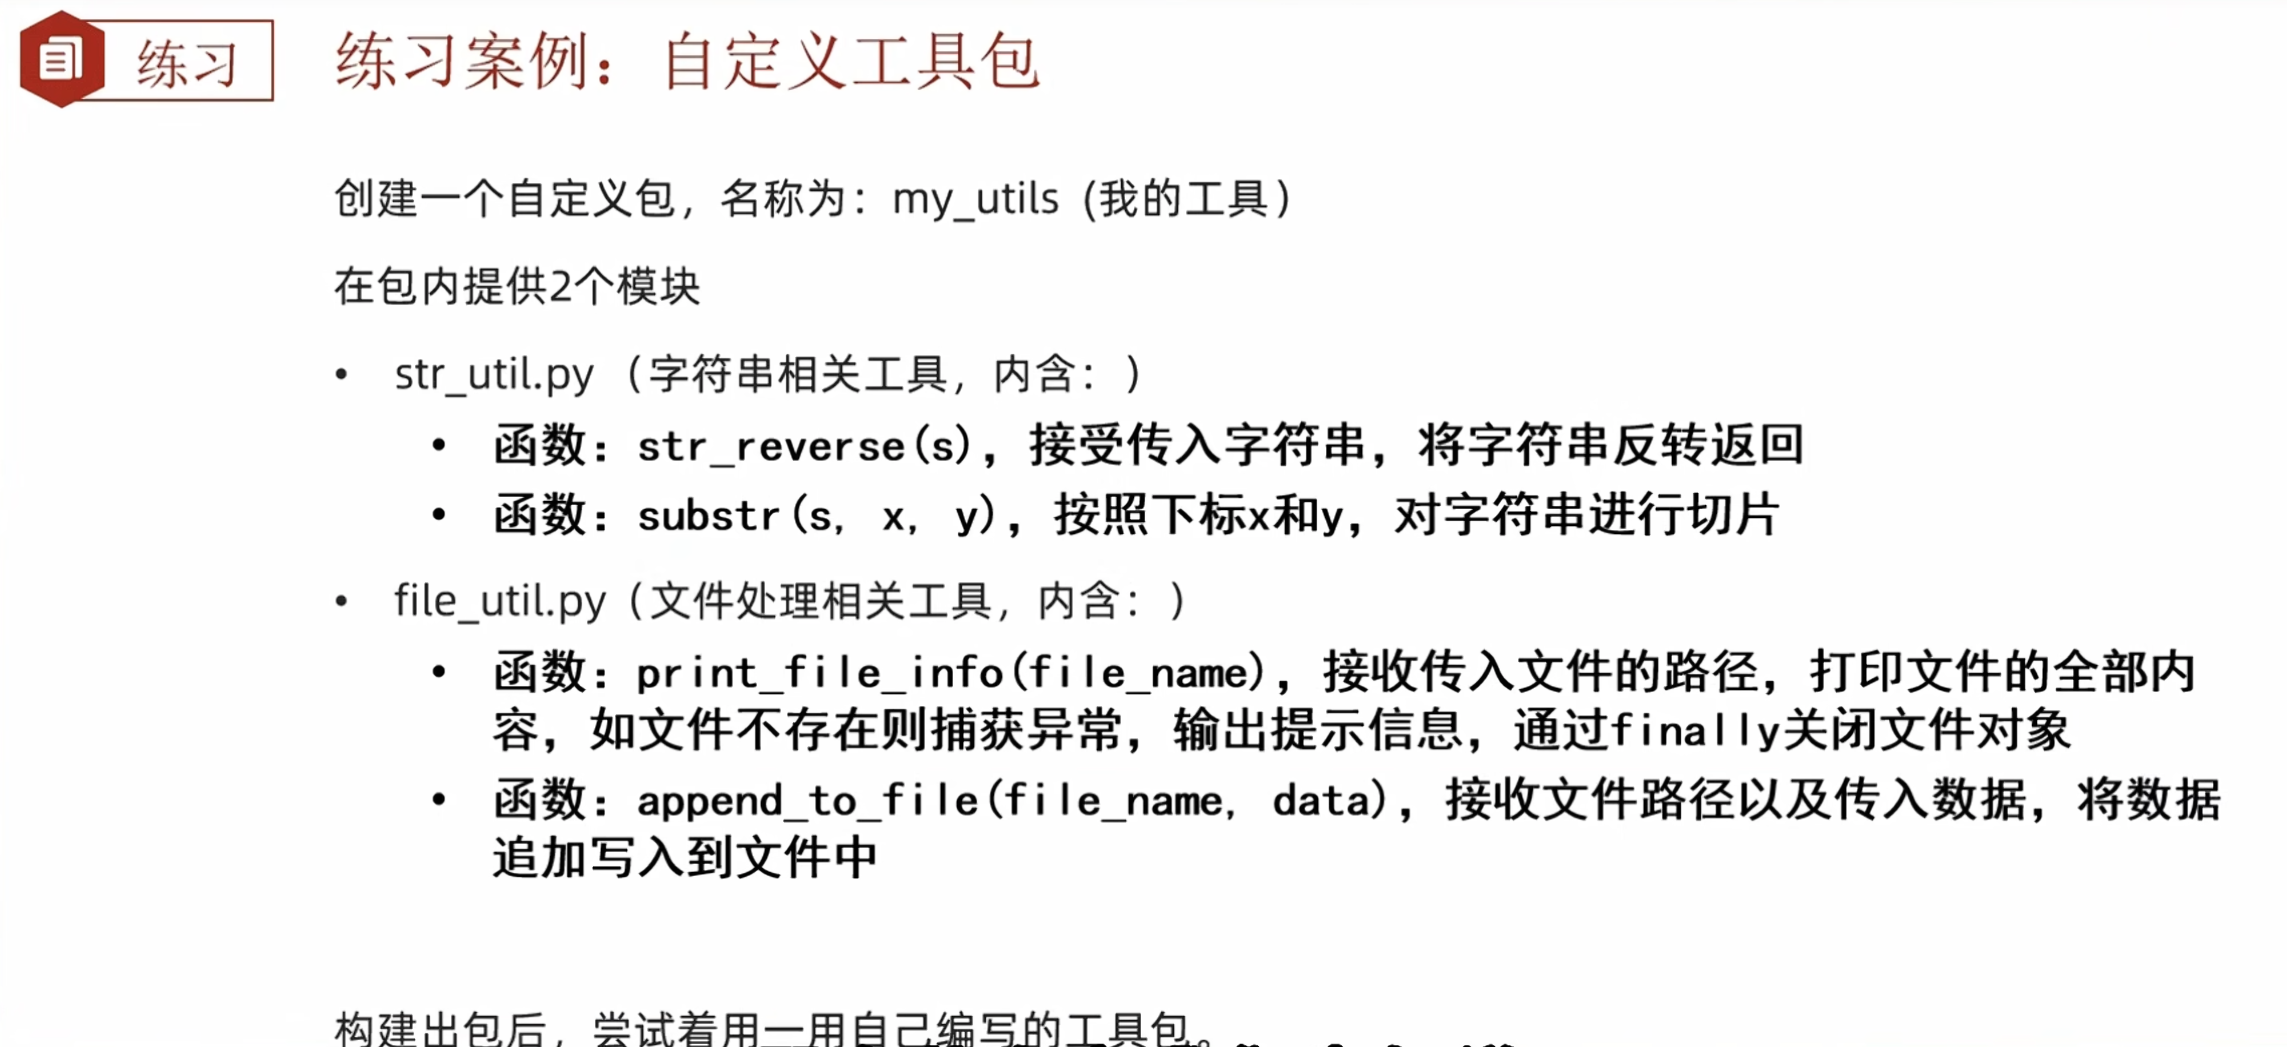 练习
练习案例：自定义工具包
创建一个自定义包，名称为：my_utils (我的工具）
在包内提供2个模块
• str_util.py （字符串相关工具，内含：）
• 函数：str_reverse(s)，接受传入字符串，将字符串反转返回
• 函数：substr(s, x, y)，按照下标x和y，对字符串进行切片
• file_util.py（文件处理相关工具，内含：）
• 函数：print_file_info(file_name)，接收传入文件的路径，打印文件的全部内
容，如文件不存在则捕获异常，输出提示信息，通过finally关闭文件对象
• 函数：append_to_file(file_name, data)，接收文件路径以及传入数据，将数据
追加写入到文件中
构建出包后，尝试着用一用自己编写的工具包。